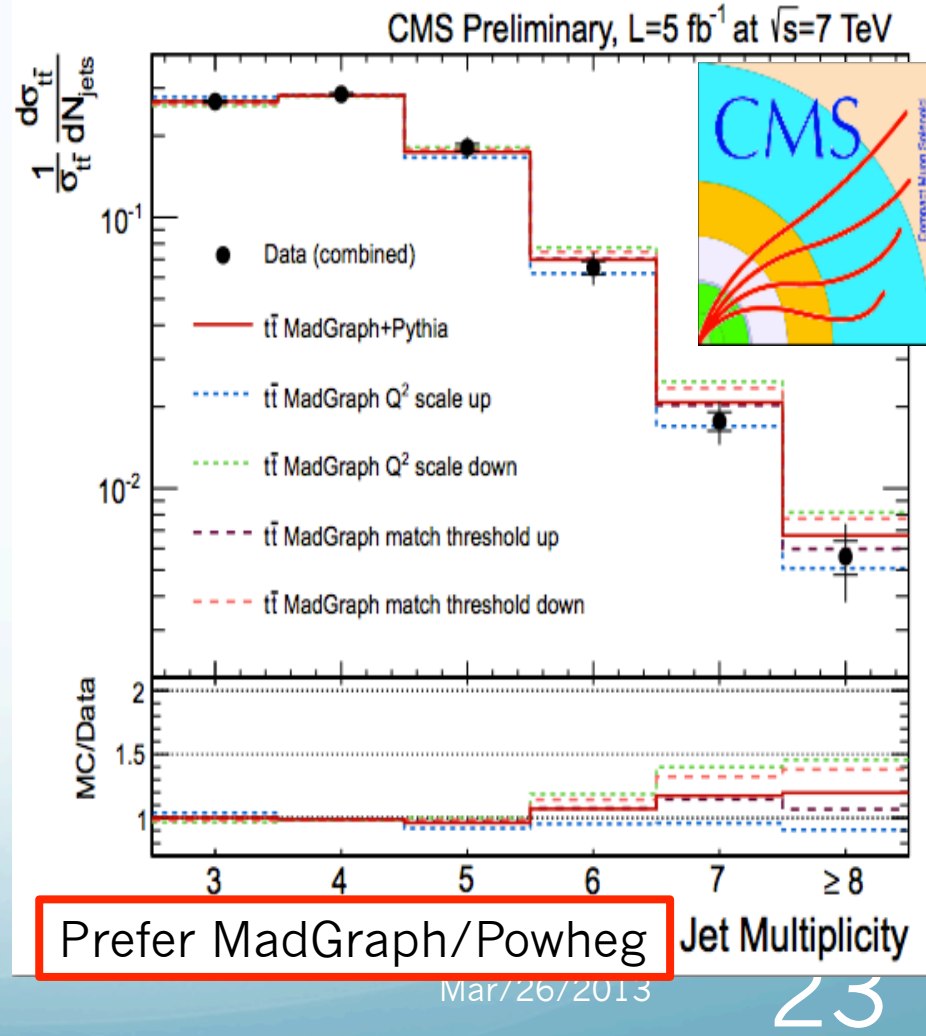 CMS Preliminary, L=5 fb⁻¹ at √s=7 TeV
1/σtt̄ dσtt̄/dNjets
CMS
Compact Muon Solenoid
10⁻¹
Data (combined)
tt̄ MadGraph+Pythia
tt̄ MadGraph Q² scale up
tt̄ MadGraph Q² scale down
10⁻²
tt̄ MadGraph match threshold up
tt̄ MadGraph match threshold down
MC/Data
2
1.5
1
3 4 5 6 7 ≥ 8
Prefer MadGraph/Powheg
Jet Multiplicity
Mar/26/2013
23